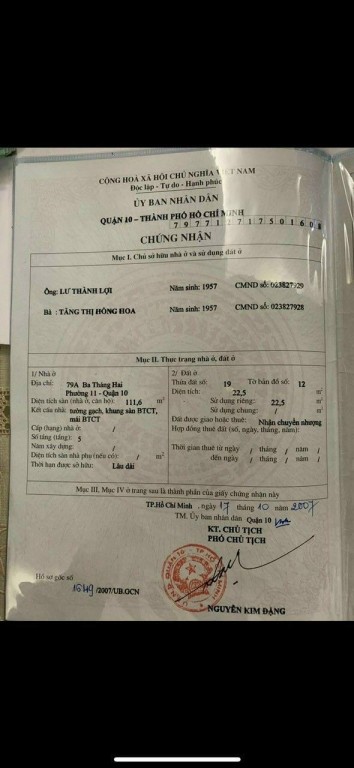 CỘNG HOÀ XÃ HỘI CHỦ NGHĨA VIỆT NAM
Độc lập - Tự do - Hạnh phúc
ỦY BAN NHÂN DÂN
QUẬN 10 – THÀNH PHỐ HỒ CHÍ MINH
797712717501608
CHỨNG NHẬN
Mục I. Chủ sở hữu nhà ở và sử dụng đất ở
Ông: LƯ THÀNH LỢI Năm sinh: 1957 CMND số: 023827929
Bà : TĂNG THỊ HỒNG HOA Năm sinh: 1957 CMND số: 023827928
Mục II. Thực trạng nhà ở, đất ở
1/ Nhà ở
Địa chỉ: 79A Ba Tháng Hai
Phường 11 - Quận 10
Diện tích sàn (nhà ở, căn hộ): 111,6 m²
Kết cấu nhà: tường gạch, khung sàn BTCT,
mái BTCT
Cấp (hạng) nhà ở: /
Số tầng (tầng): 5
Năm xây dựng: /
Diện tích sàn nhà phụ (nếu có): / m²
Thời hạn được sở hữu: Lâu dài
2/ Đất ở
Thửa đất số: 19 Tờ bản đồ số: 12
Diện tích: 22,5 m²
Sử dụng riêng: 22,5 m²
Sử dụng chung: / m²
Đất được giao hoặc thuê: Nhận chuyển nhượng
Hợp đồng thuê đất (số, ngày, tháng, năm):
Thời gian thuê từ ngày / tháng / năm /
đến ngày / tháng / năm /
Mục III, Mục IV ở trang sau là thành phần của giấy chứng nhận này
TP.Hồ Chí Minh , ngày 17 tháng 10 năm 2007
TM. Ủy ban nhân dân Quận 10
KT. CHỦ TỊCH
PHÓ CHỦ TỊCH
Hồ sơ gốc số
1649/2007/UB.GCN
NGUYỄN KIM ĐẶNG